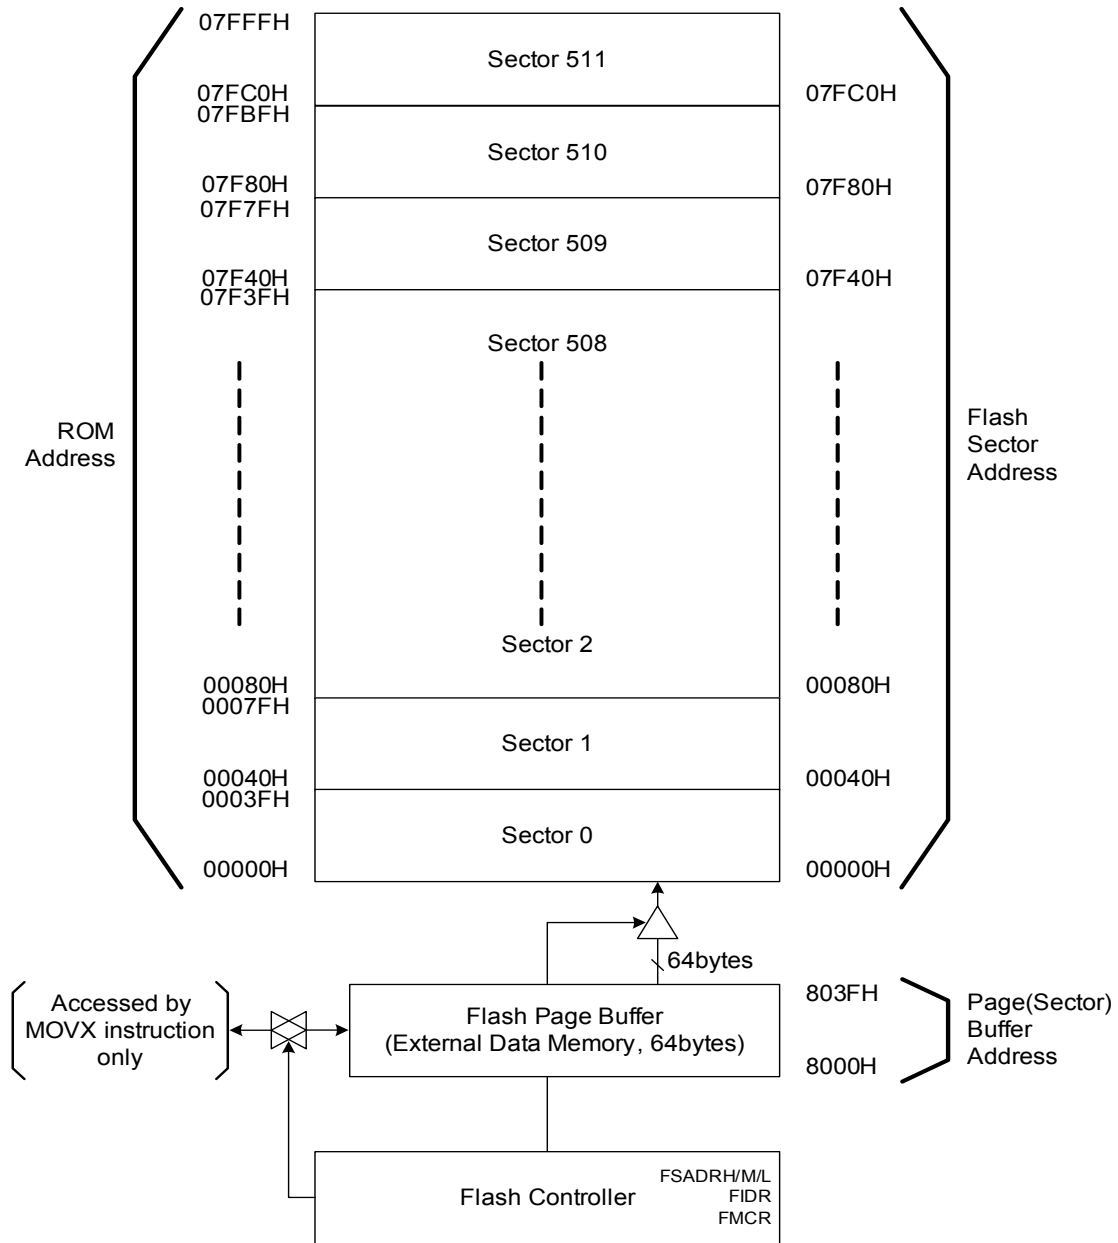 07FFFH
Sector 511
07FC0H
07FC0H
07FBFH
Sector 510
07F80H
07F80H
07F7FH
Sector 509
07F40H
07F40H
07F3FH
Sector 508
ROM
Address
Flash
Sector
Address
Sector 2
00080H
00080H
0007FH
Sector 1
00040H
00040H
0003FH
Sector 0
00000H
00000H
64bytes
Accessed by
MOVX instruction
only
Flash Page Buffer
(External Data Memory, 64bytes)
803FH
8000H
Page(Sector)
Buffer
Address
Flash Controller
FSADRH/M/L
FIDR
FMCR